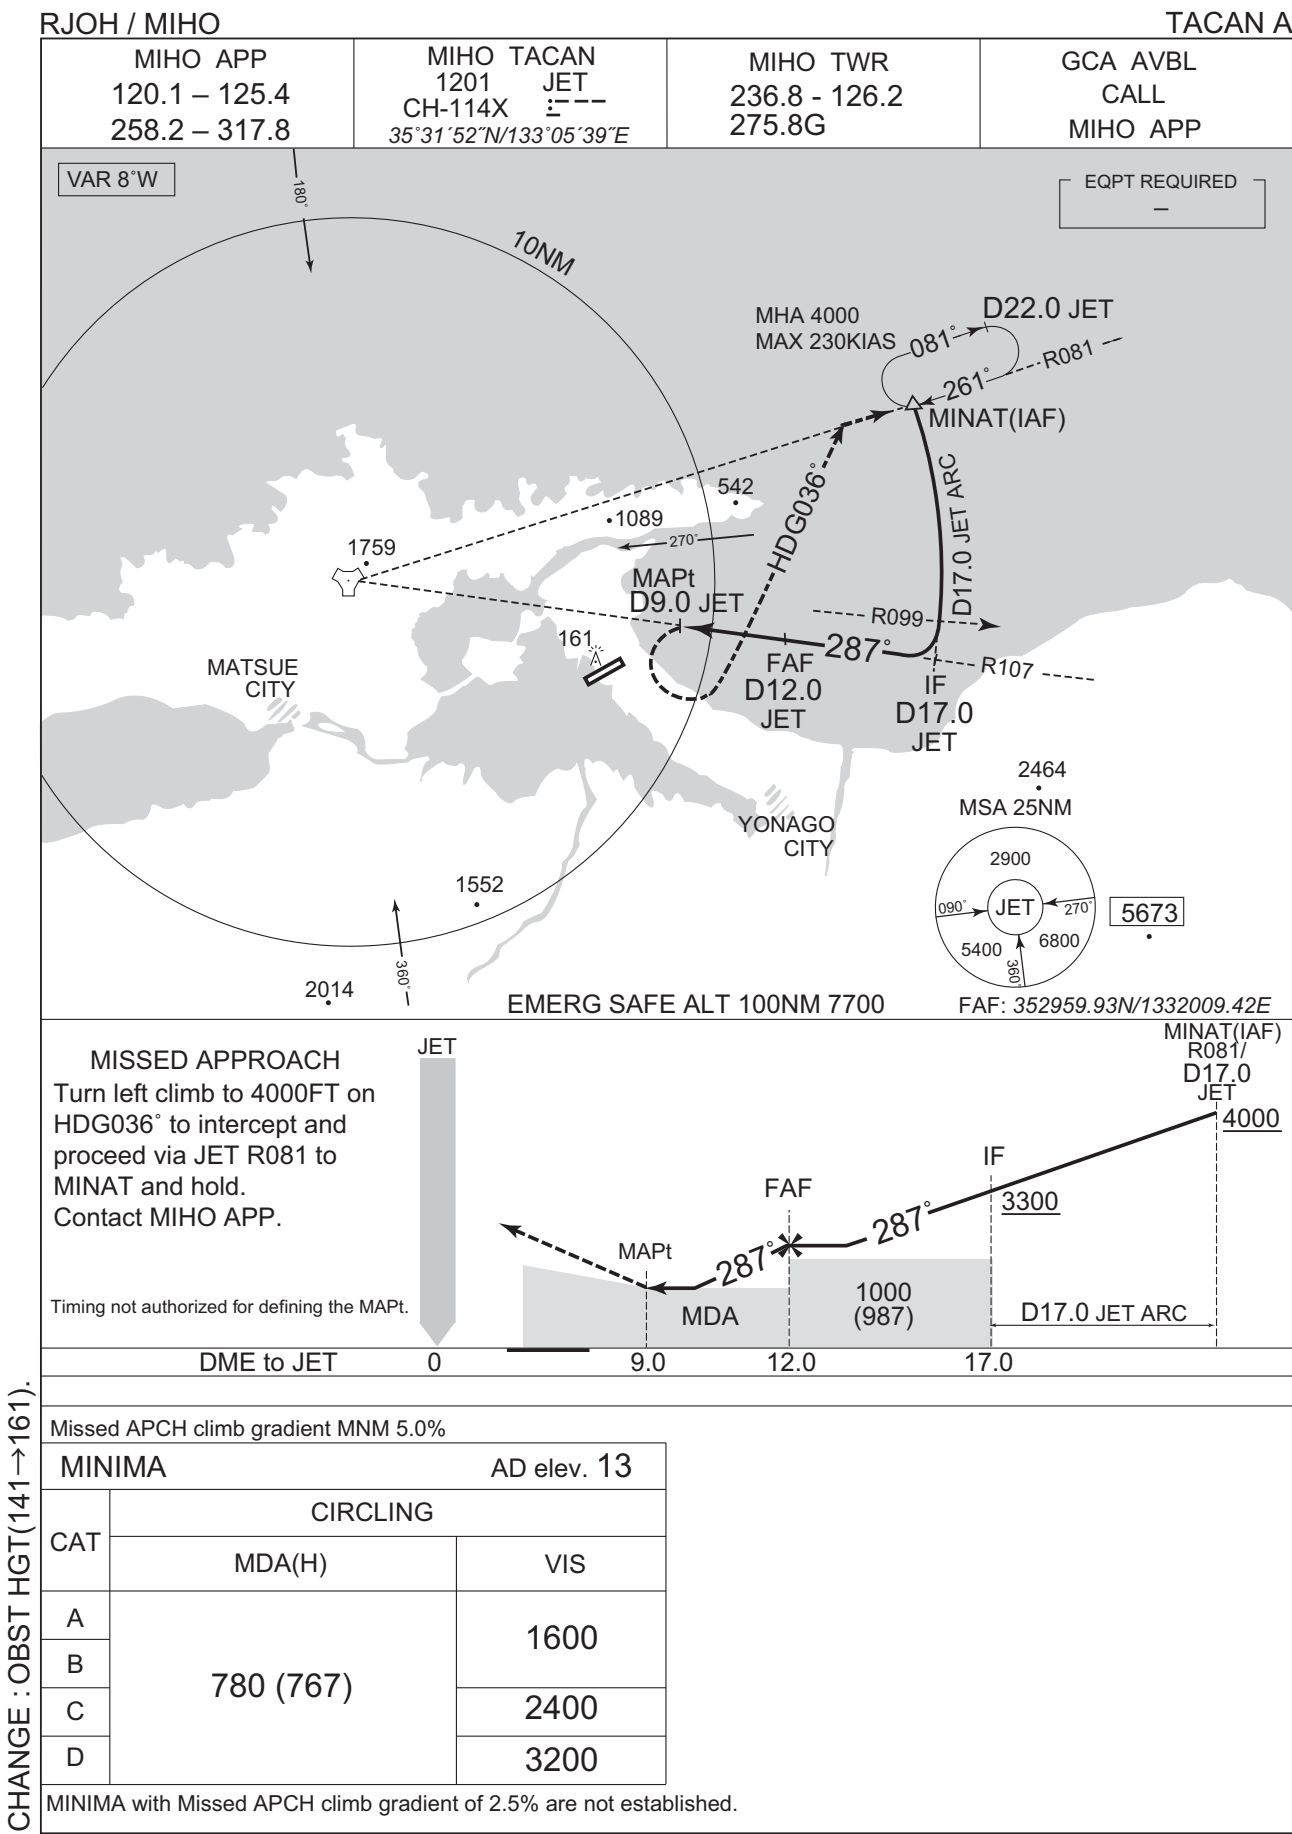 RJOH / MIHO
TACAN A
MIHO APP
120.1 – 125.4
258.2 – 317.8
MIHO TACAN
1201 JET
CH-114X
35˚31´52˝N/133˚05´39˝E
MIHO TWR
236.8 - 126.2
275.8G
GCA AVBL
CALL
MIHO APP
VAR 8˚W
EQPT REQUIRED
–
180˚
10NM
MHA 4000
MAX 230KIAS
D22.0 JET
081˚
R081
261˚
MINAT(IAF)
HDG036˚
D17.0 JET ARC
542
1089
270˚
1759
MAPt
D9.0 JET
R099
161
287˚
FAF
D12.0
JET
R107
IF
D17.0
JET
MATSUE
CITY
2464
MSA 25NM
YONAGO
CITY
2900
090˚
JET
270˚
5400
6800
360˚
5673
1552
360˚
2014
EMERG SAFE ALT 100NM 7700
FAF: 352959.93N/1332009.42E
MISSED APPROACH
Turn left climb to 4000FT on
HDG036˚ to intercept and
proceed via JET R081 to
MINAT and hold.
Contact MIHO APP.
Timing not authorized for defining the MAPt.
JET
MINAT(IAF)
R081/
D17.0
JET
4000
IF
3300
FAF
287˚
MAPt
287˚
MDA
1000
(987)
D17.0 JET ARC
DME to JET 0 9.0 12.0 17.0
Missed APCH climb gradient MNM 5.0%
MINIMA AD elev. 13
CAT
CIRCLING
MDA(H) VIS
A
B
C
D
780 (767)
1600
2400
3200
MINIMA with Missed APCH climb gradient of 2.5% are not established.
CHANGE : OBST HGT(141→161).